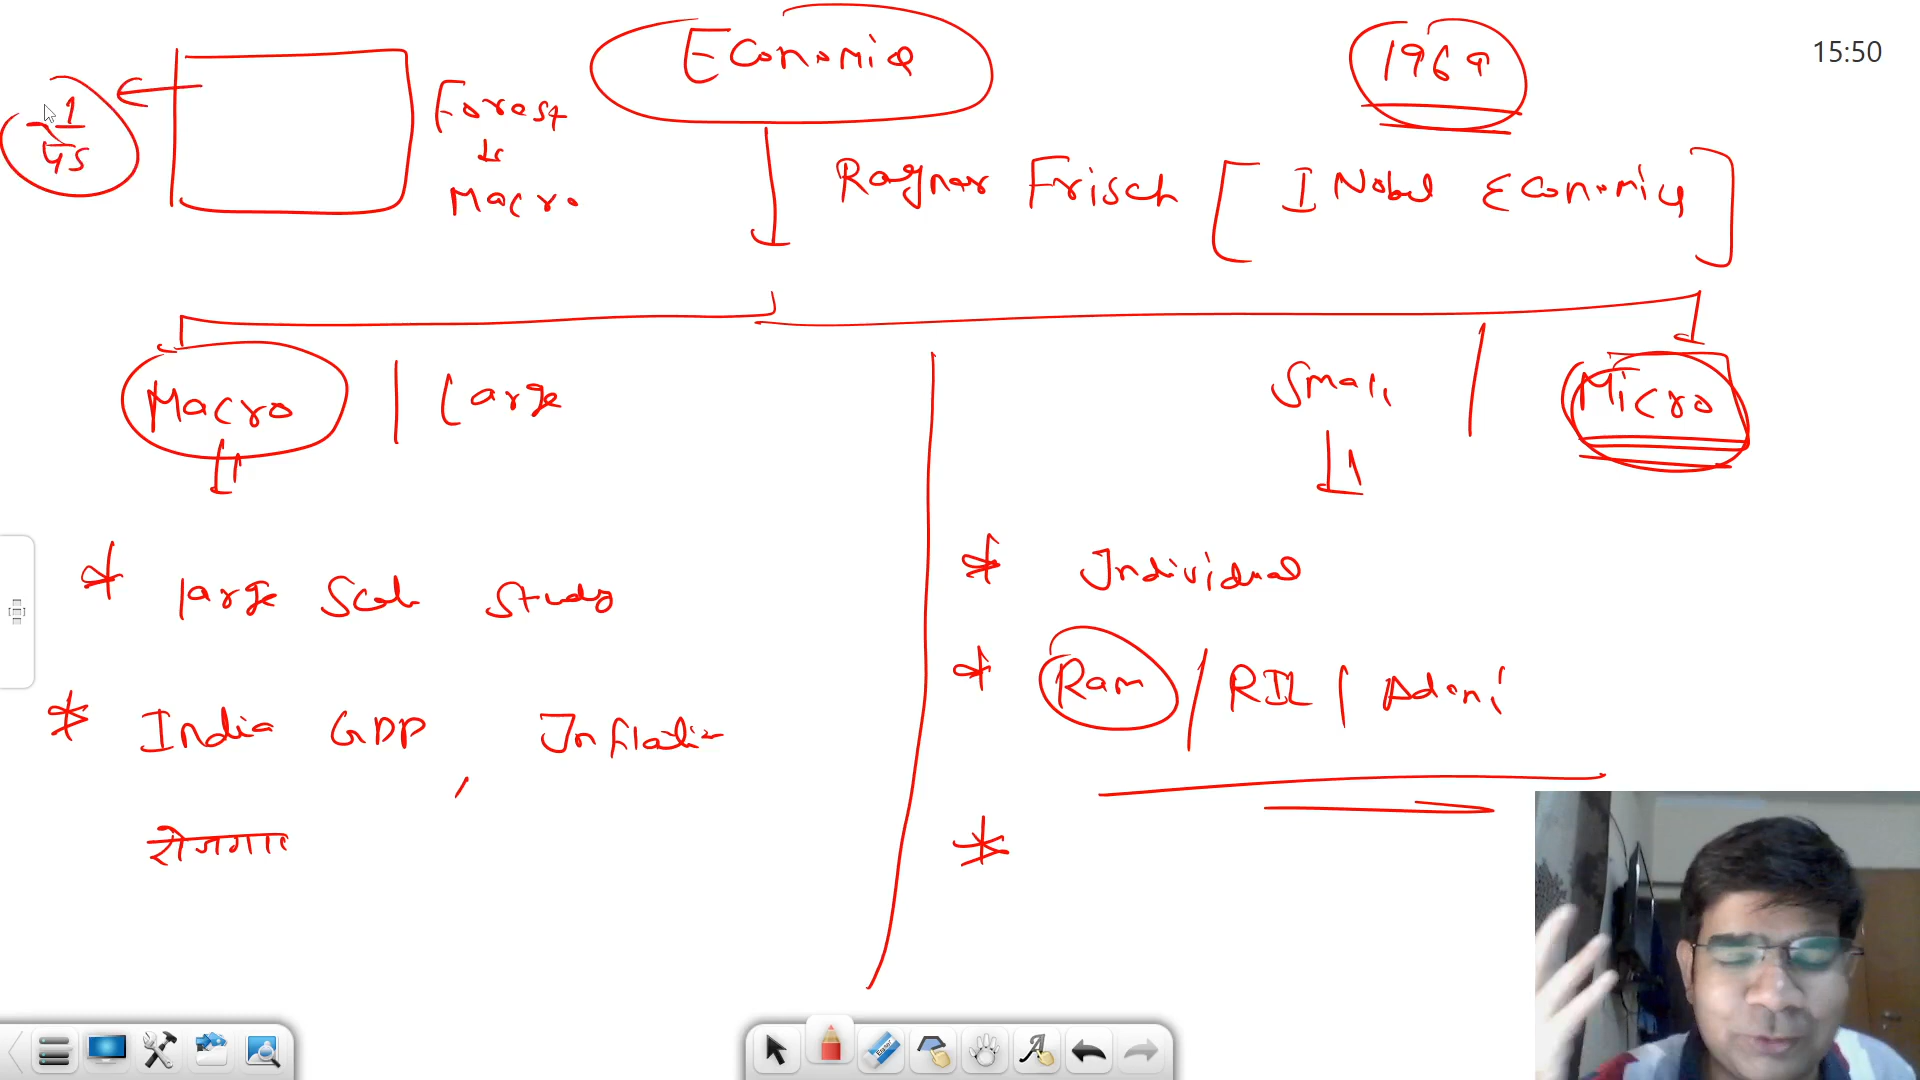 Economics
1969
15:50
1
45
Forest
Macro
Ragnar Frisch [ I Nobel Economics ]
Macro | Large
Small | Micro
* large Scale Study
* Individual
* Ram / RIL / Adani
* India GDP , Inflation
रोजगार
*